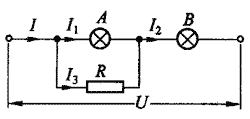 I I₁ A I₂ B
I₃ R
U